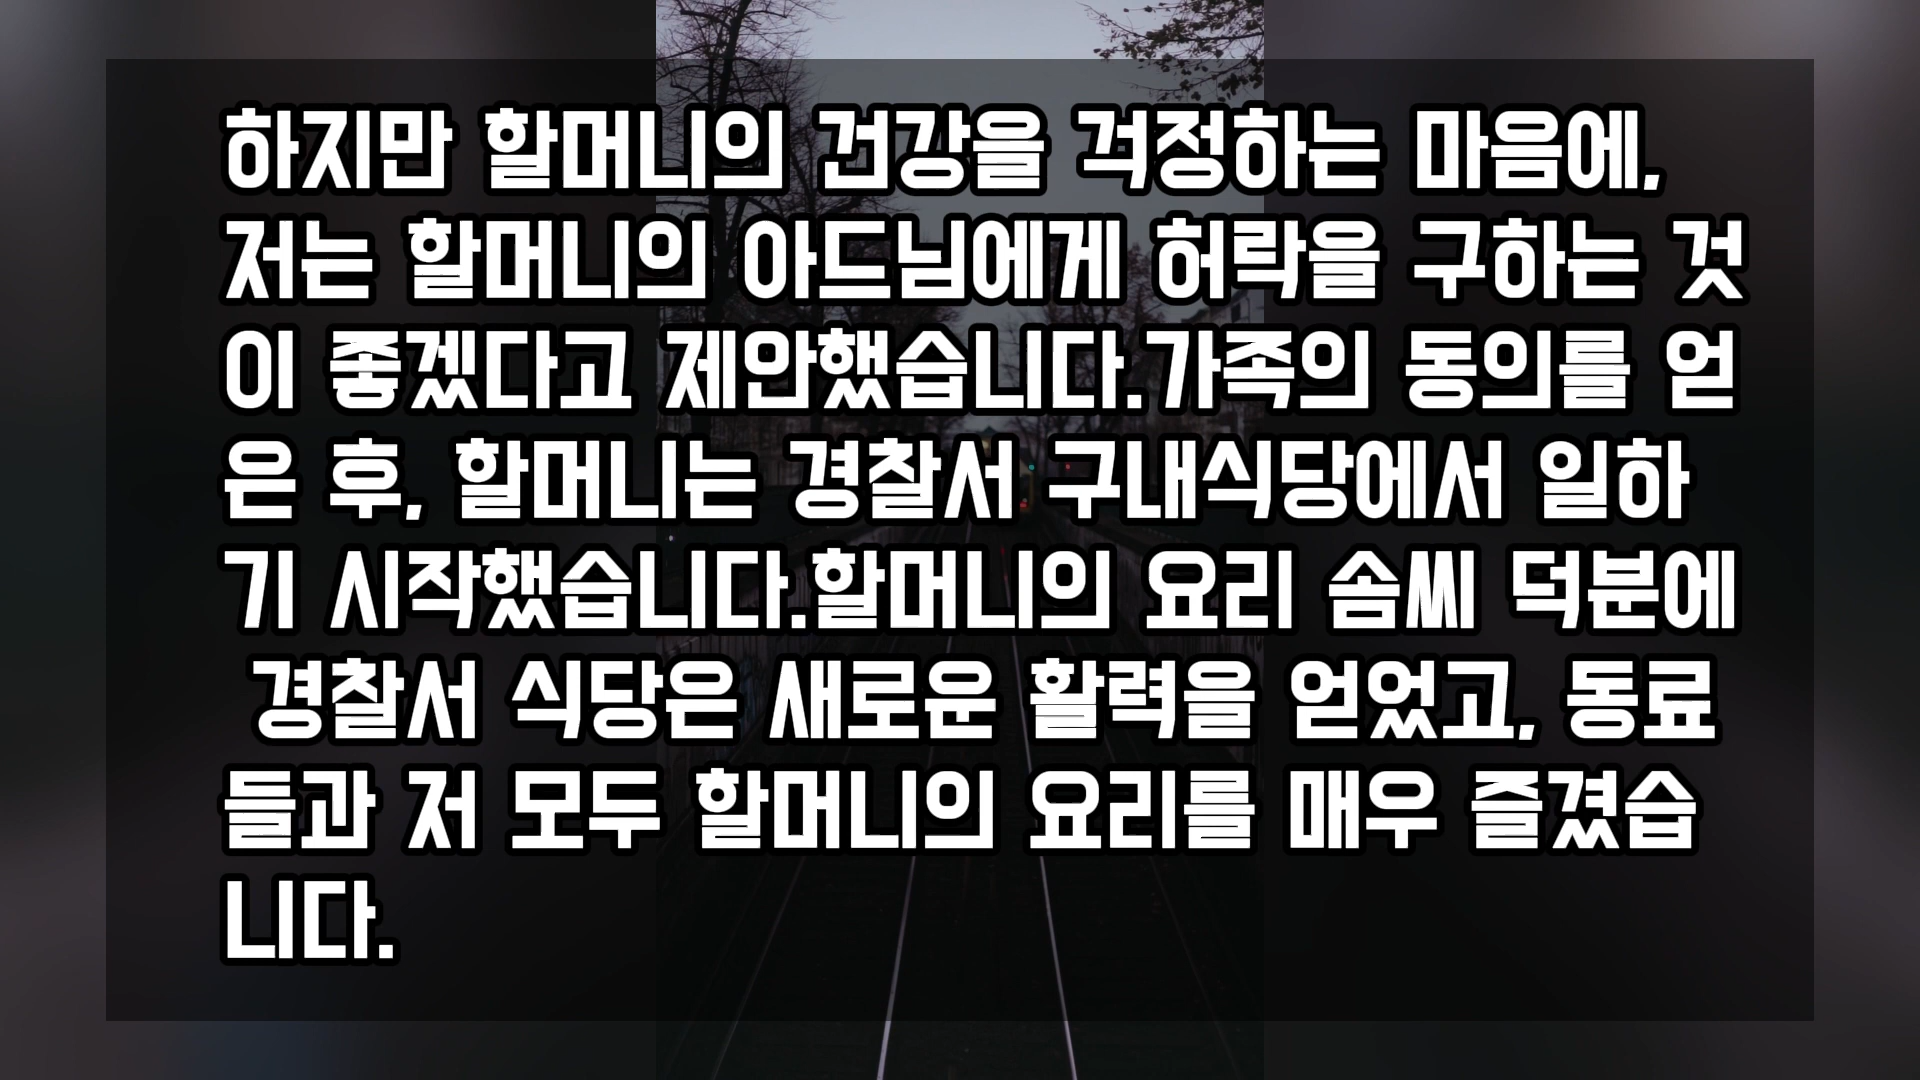 하지만 할머니의 건강을 걱정하는 마음에,
저는 할머니의 아드님에게 허락을 구하는 것
이 좋겠다고 제안했습니다.가족의 동의를 얻
은 후, 할머니는 경찰서 구내식당에서 일하
기 시작했습니다.할머니의 요리 솜씨 덕분에
경찰서 식당은 새로운 활력을 얻었고, 동료
들과 저 모두 할머니의 요리를 매우 즐겼습
니다.